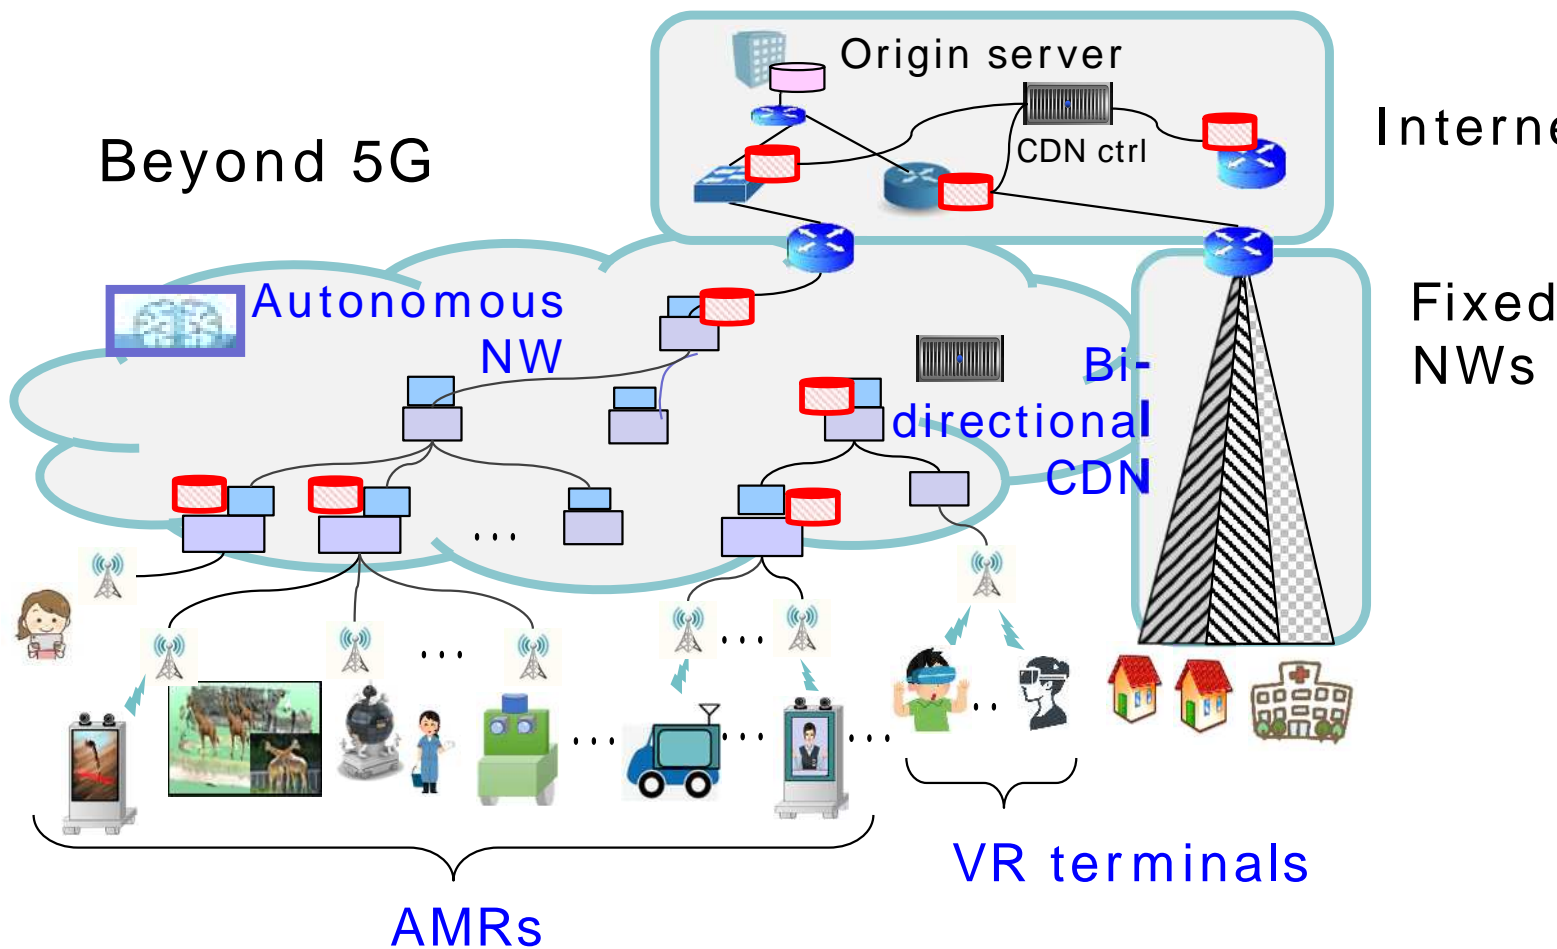 Origin server
Interne
Beyond 5G
CDN ctrl
Autonomous
NW
Fixed
NWs
Bi-
directional
CDN
...
...
...
...
...
...
..
VR terminals
AMRs